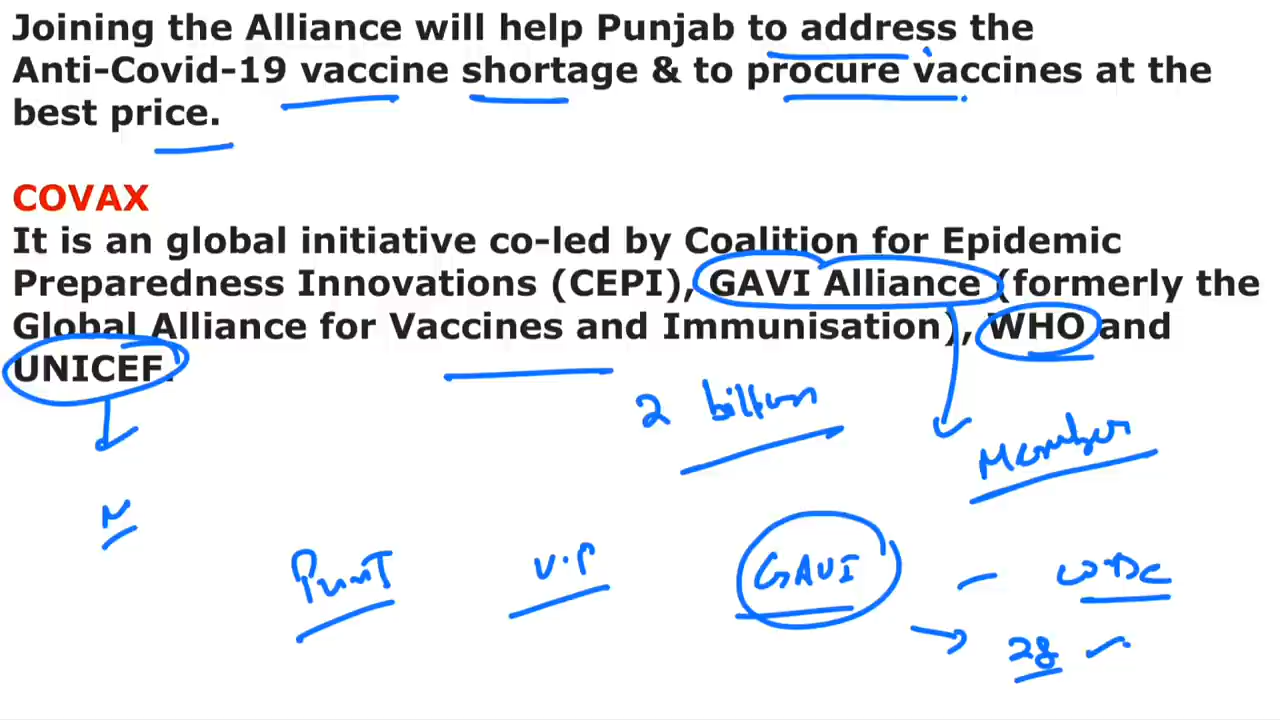 Joining the Alliance will help Punjab to address the
Anti-Covid-19 vaccine shortage & to procure vaccines at the
best price.
COVAX
It is an global initiative co-led by Coalition for Epidemic
Preparedness Innovations (CEPI), GAVI Alliance (formerly the
Global Alliance for Vaccines and Immunisation), WHO and
UNICEF.
2 billion
Member
GAVI